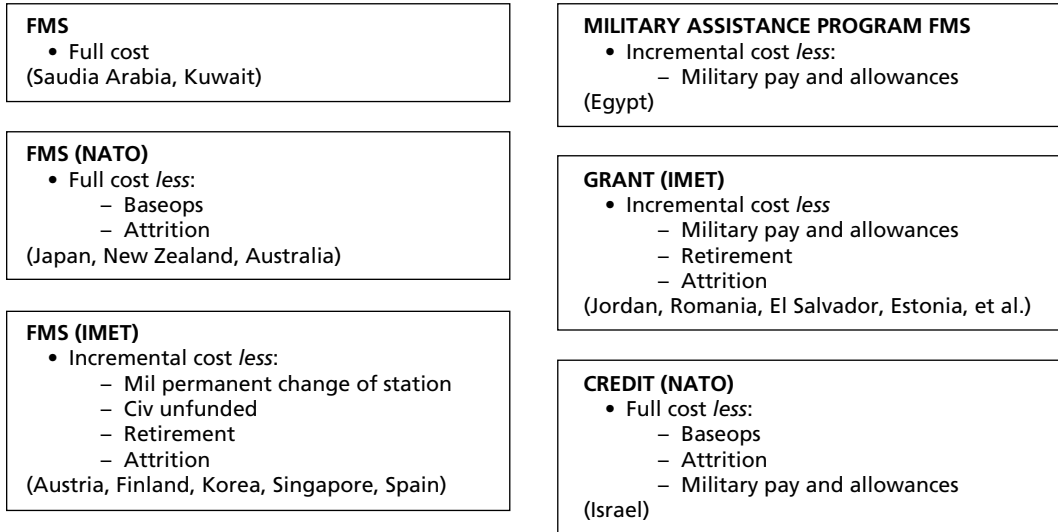 FMS
• Full cost
(Saudia Arabia, Kuwait)
FMS (NATO)
• Full cost less:
– Baseops
– Attrition
(Japan, New Zealand, Australia)
FMS (IMET)
• Incremental cost less:
– Mil permanent change of station
– Civ unfunded
– Retirement
– Attrition
(Austria, Finland, Korea, Singapore, Spain)
MILITARY ASSISTANCE PROGRAM FMS
• Incremental cost less:
– Military pay and allowances
(Egypt)
GRANT (IMET)
• Incremental cost less
– Military pay and allowances
– Retirement
– Attrition
(Jordan, Romania, El Salvador, Estonia, et al.)
CREDIT (NATO)
• Full cost less:
– Baseops
– Attrition
– Military pay and allowances
(Israel)